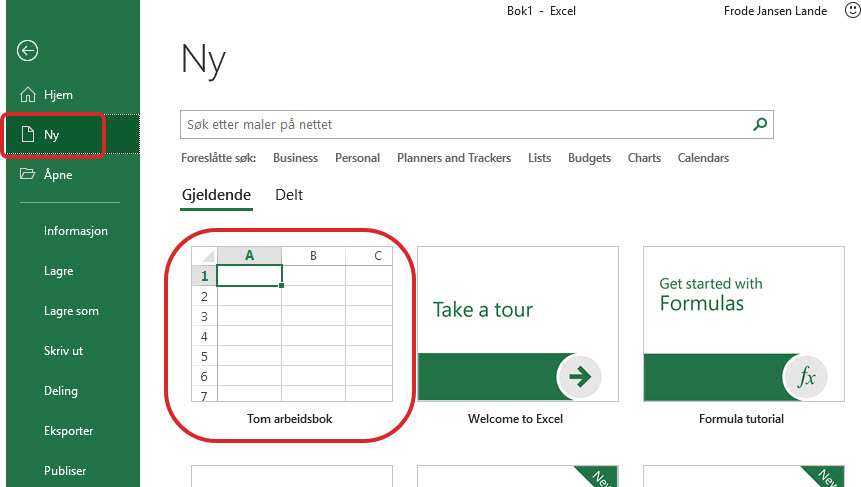 Bok1 - Excel
Frode Jansen Lande
Hjem
Ny
Åpne
Informasjon
Lagre
Lagre som
Skriv ut
Deling
Eksporter
Publiser
Ny
Søk etter maler på nettet
Foreslåtte søk: Business Personal Planners and Trackers Lists Budgets Charts Calendars
Gjeldende Delt
A B C
1
2
3
4
5
6
7
Tom arbeidsbok
Take a tour
Welcome to Excel
Get started with
Formulas
fx
Formula tutorial
New
New